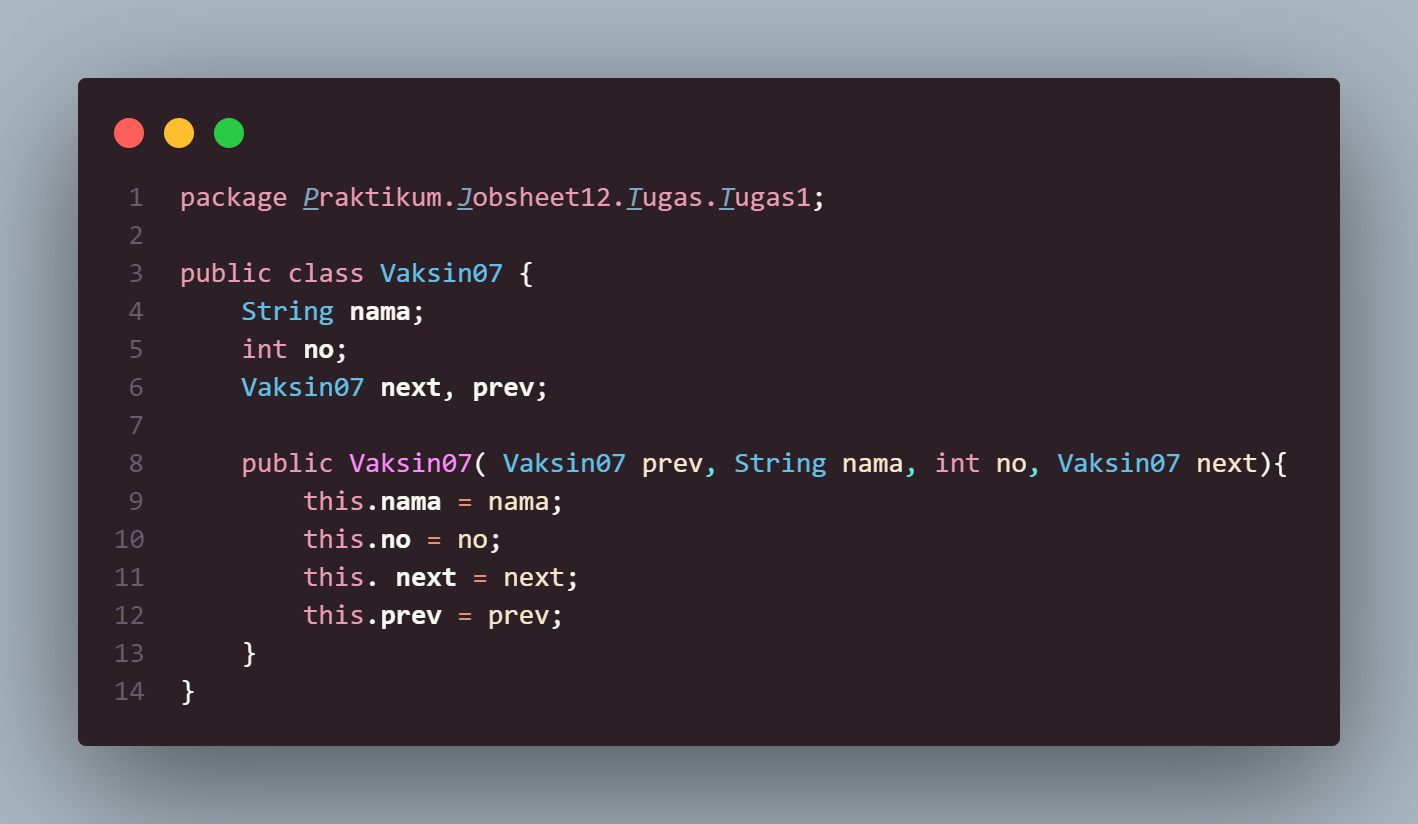 1 package Praktikum.Jobsheet12.Tugas.Tugas1;
2
3 public class Vaksin07 {
4     String nama;
5     int no;
6     Vaksin07 next, prev;
7
8     public Vaksin07( Vaksin07 prev, String nama, int no, Vaksin07 next){
9         this.nama = nama;
10         this.no = no;
11         this. next = next;
12         this.prev = prev;
13     }
14 }